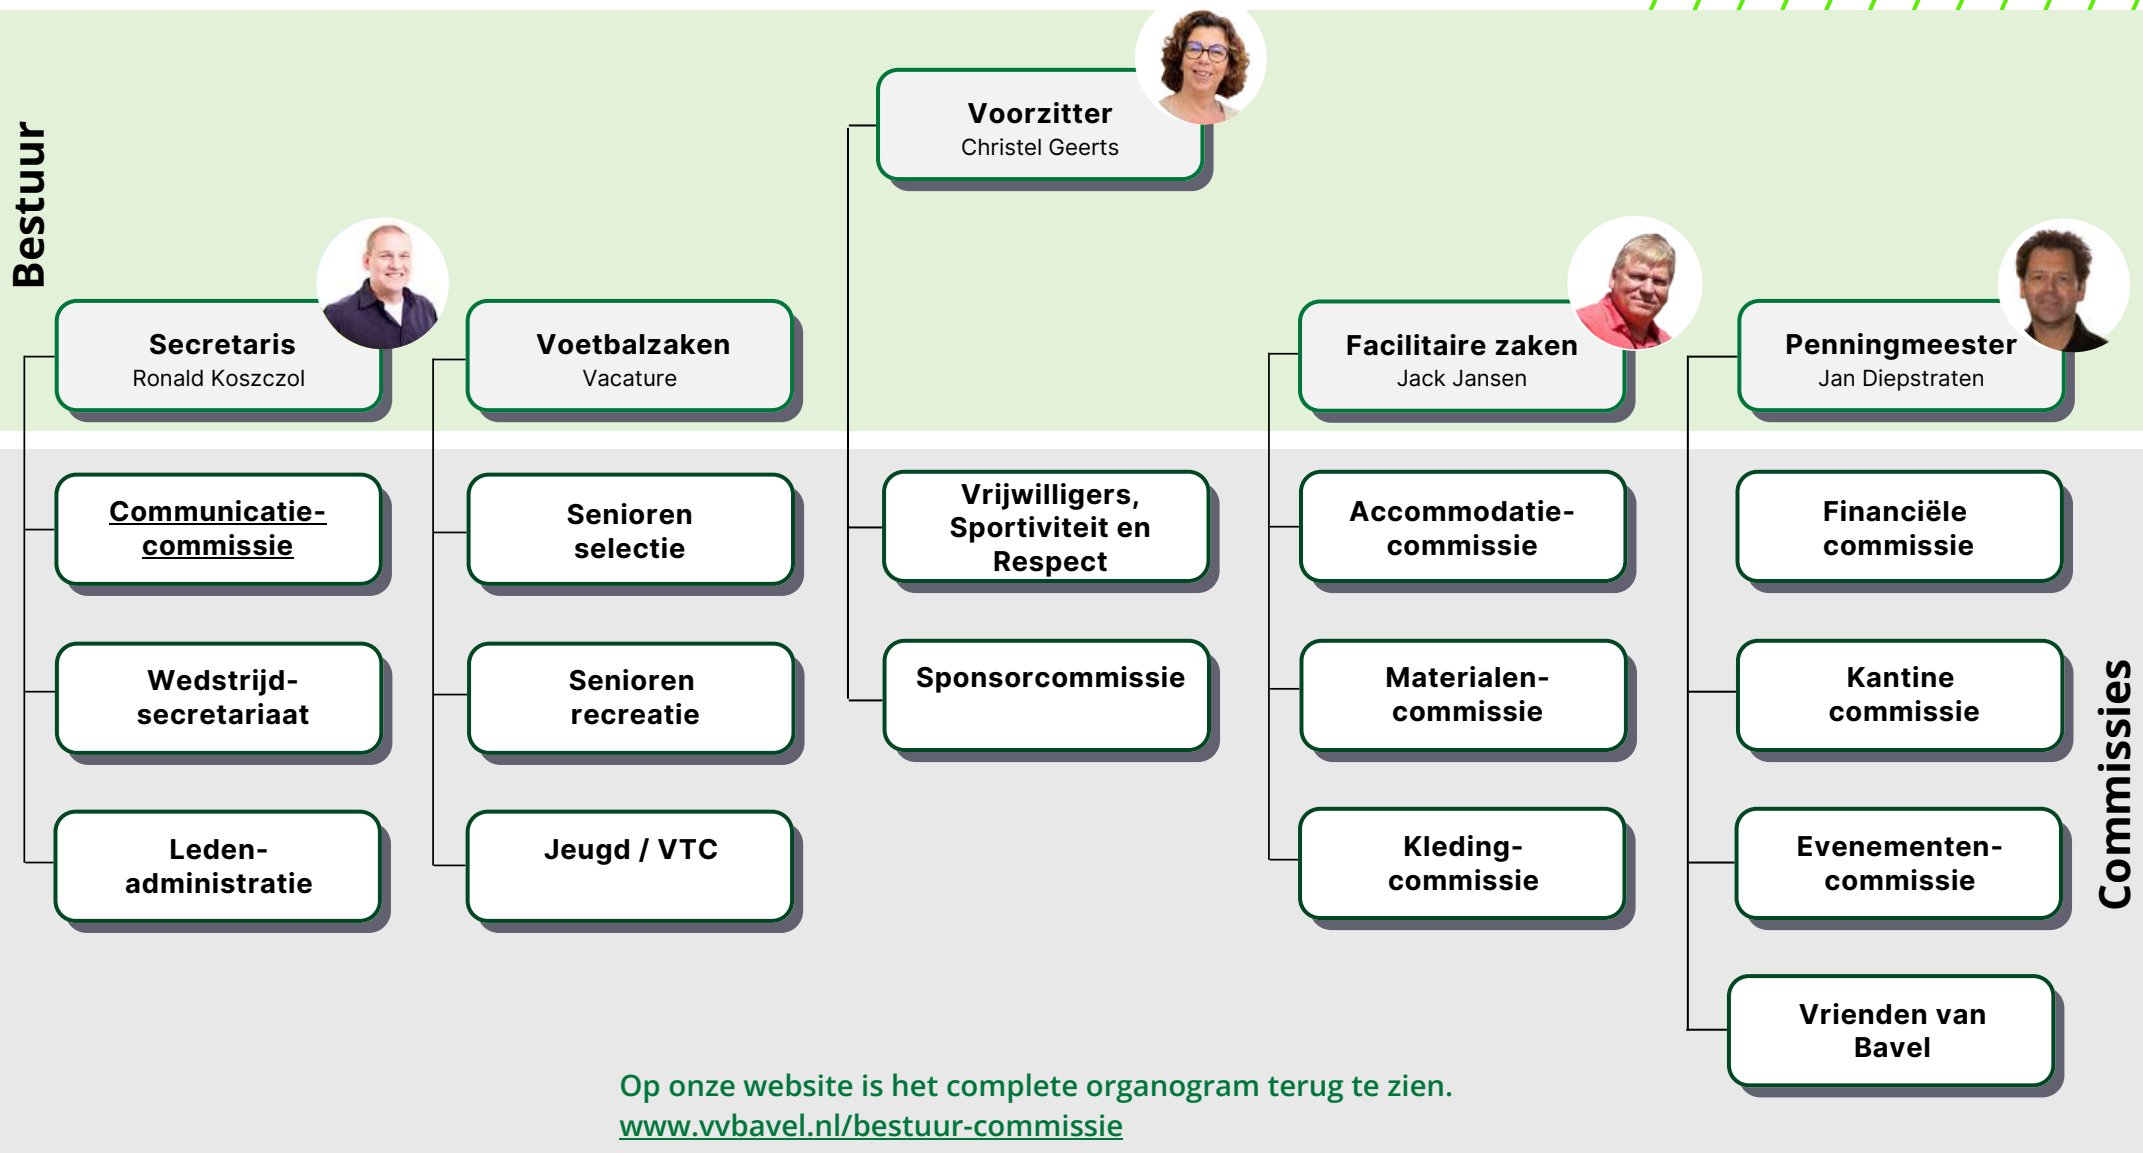 Bestuur
Voorzitter
Christel Geerts
Secretaris
Ronald Koszczol
Voetbalzaken
Vacature
Facilitaire zaken
Jack Jansen
Penningmeester
Jan Diepstraten
Communicatie-
commissie
Wedstrijd-
secretariaat
Leden-
administratie
Senioren
selectie
Senioren
recreatie
Jeugd / VTC
Vrijwilligers,
Sportiviteit en
Respect
Sponsorcommissie
Accommodatie-
commissie
Materialen-
commissie
Kleding-
commissie
Financiële
commissie
Kantine
commissie
Evenementen-
commissie
Vrienden van
Bavel
Commissies
Op onze website is het complete organogram terug te zien.
www.vvbavel.nl/bestuur-commissie